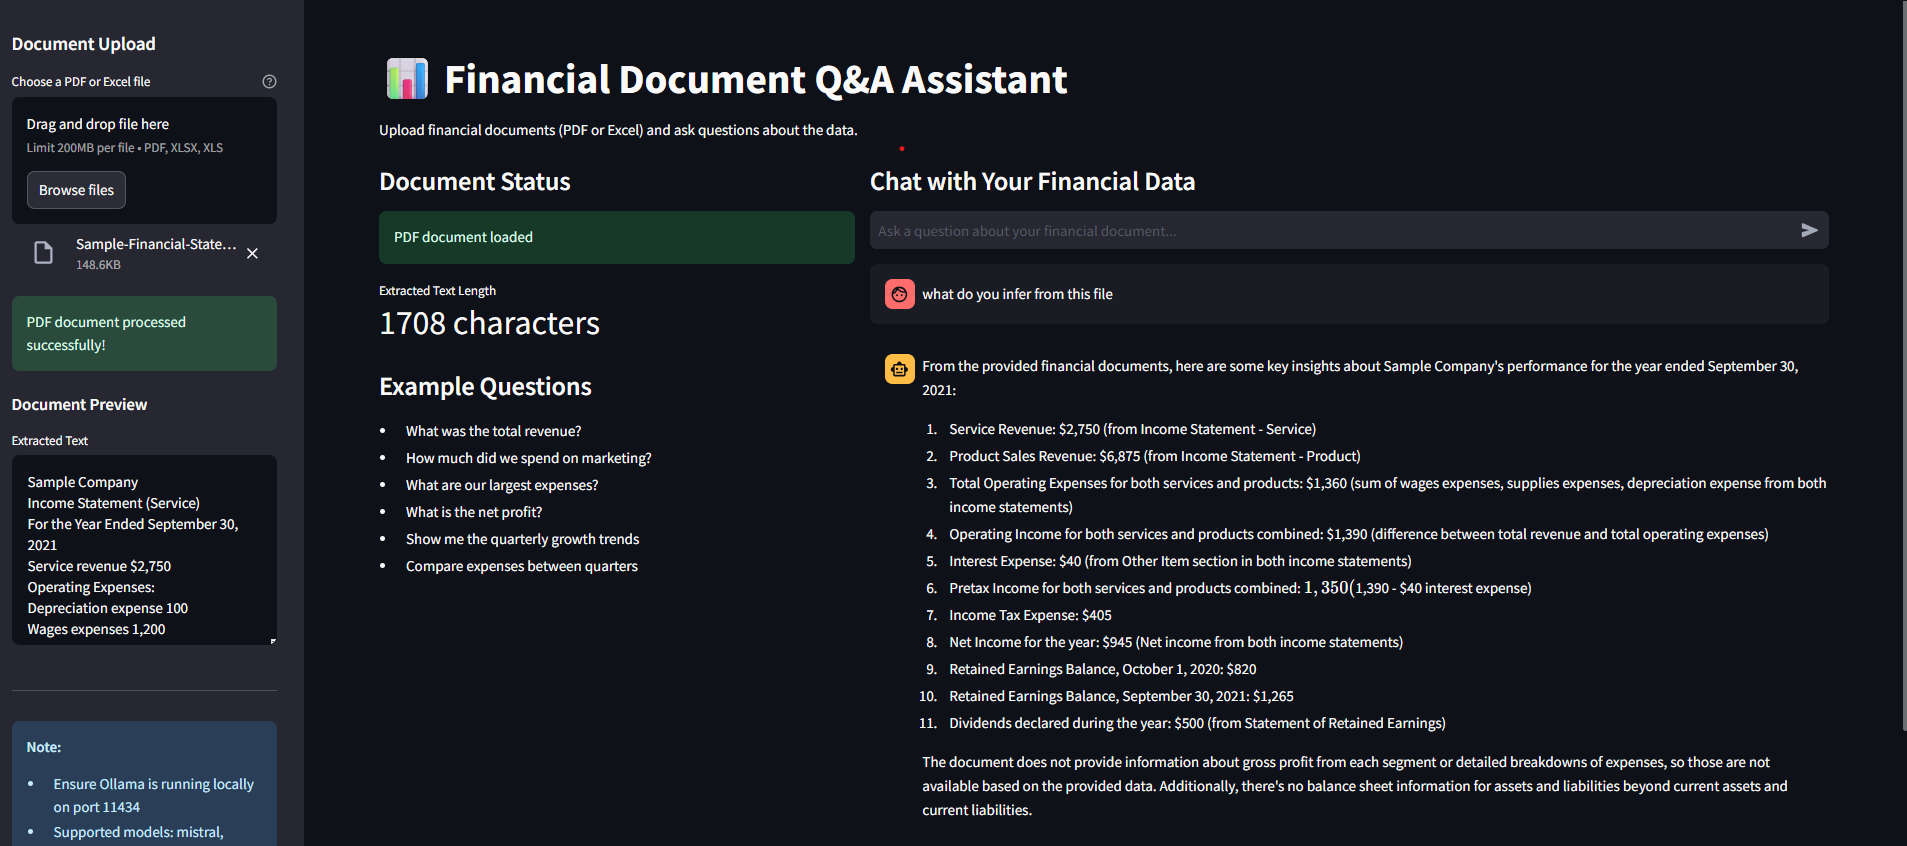 Document Upload
Choose a PDF or Excel file
Drag and drop file here
Limit 200MB per file • PDF, XLSX, XLS
Browse files
Sample-Financial-State...
148.6KB
PDF document processed
successfully!
Document Preview
Extracted Text
Sample Company
Income Statement (Service)
For the Year Ended September 30,
2021
Service revenue $2,750
Operating Expenses:
Depreciation expense 100
Wages expenses 1,200
Note:
• Ensure Ollama is running locally
on port 11434
• Supported models: mistral,
Financial Document Q&A Assistant
Upload financial documents (PDF or Excel) and ask questions about the data.
Document Status
PDF document loaded
Extracted Text Length
1708 characters
Example Questions
• What was the total revenue?
• How much did we spend on marketing?
• What are our largest expenses?
• What is the net profit?
• Show me the quarterly growth trends
• Compare expenses between quarters
Chat with Your Financial Data
Ask a question about your financial document...
what do you infer from this file
From the provided financial documents, here are some key insights about Sample Company's performance for the year ended September 30,
2021:
1. Service Revenue: $2,750 (from Income Statement - Service)
2. Product Sales Revenue: $6,875 (from Income Statement - Product)
3. Total Operating Expenses for both services and products: $1,360 (sum of wages expenses, supplies expenses, depreciation expense from both
income statements)
4. Operating Income for both services and products combined: $1,390 (difference between total revenue and total operating expenses)
5. Interest Expense: $40 (from Other Item section in both income statements)
6. Pretax Income for both services and products combined: 1, 350(1,390 - $40 interest expense)
7. Income Tax Expense: $405
8. Net Income for the year: $945 (Net income from both income statements)
9. Retained Earnings Balance, October 1, 2020: $820
10. Retained Earnings Balance, September 30, 2021: $1,265
11. Dividends declared during the year: $500 (from Statement of Retained Earnings)
The document does not provide information about gross profit from each segment or detailed breakdowns of expenses, so those are not
available based on the provided data. Additionally, there's no balance sheet information for assets and liabilities beyond current assets and
current liabilities.